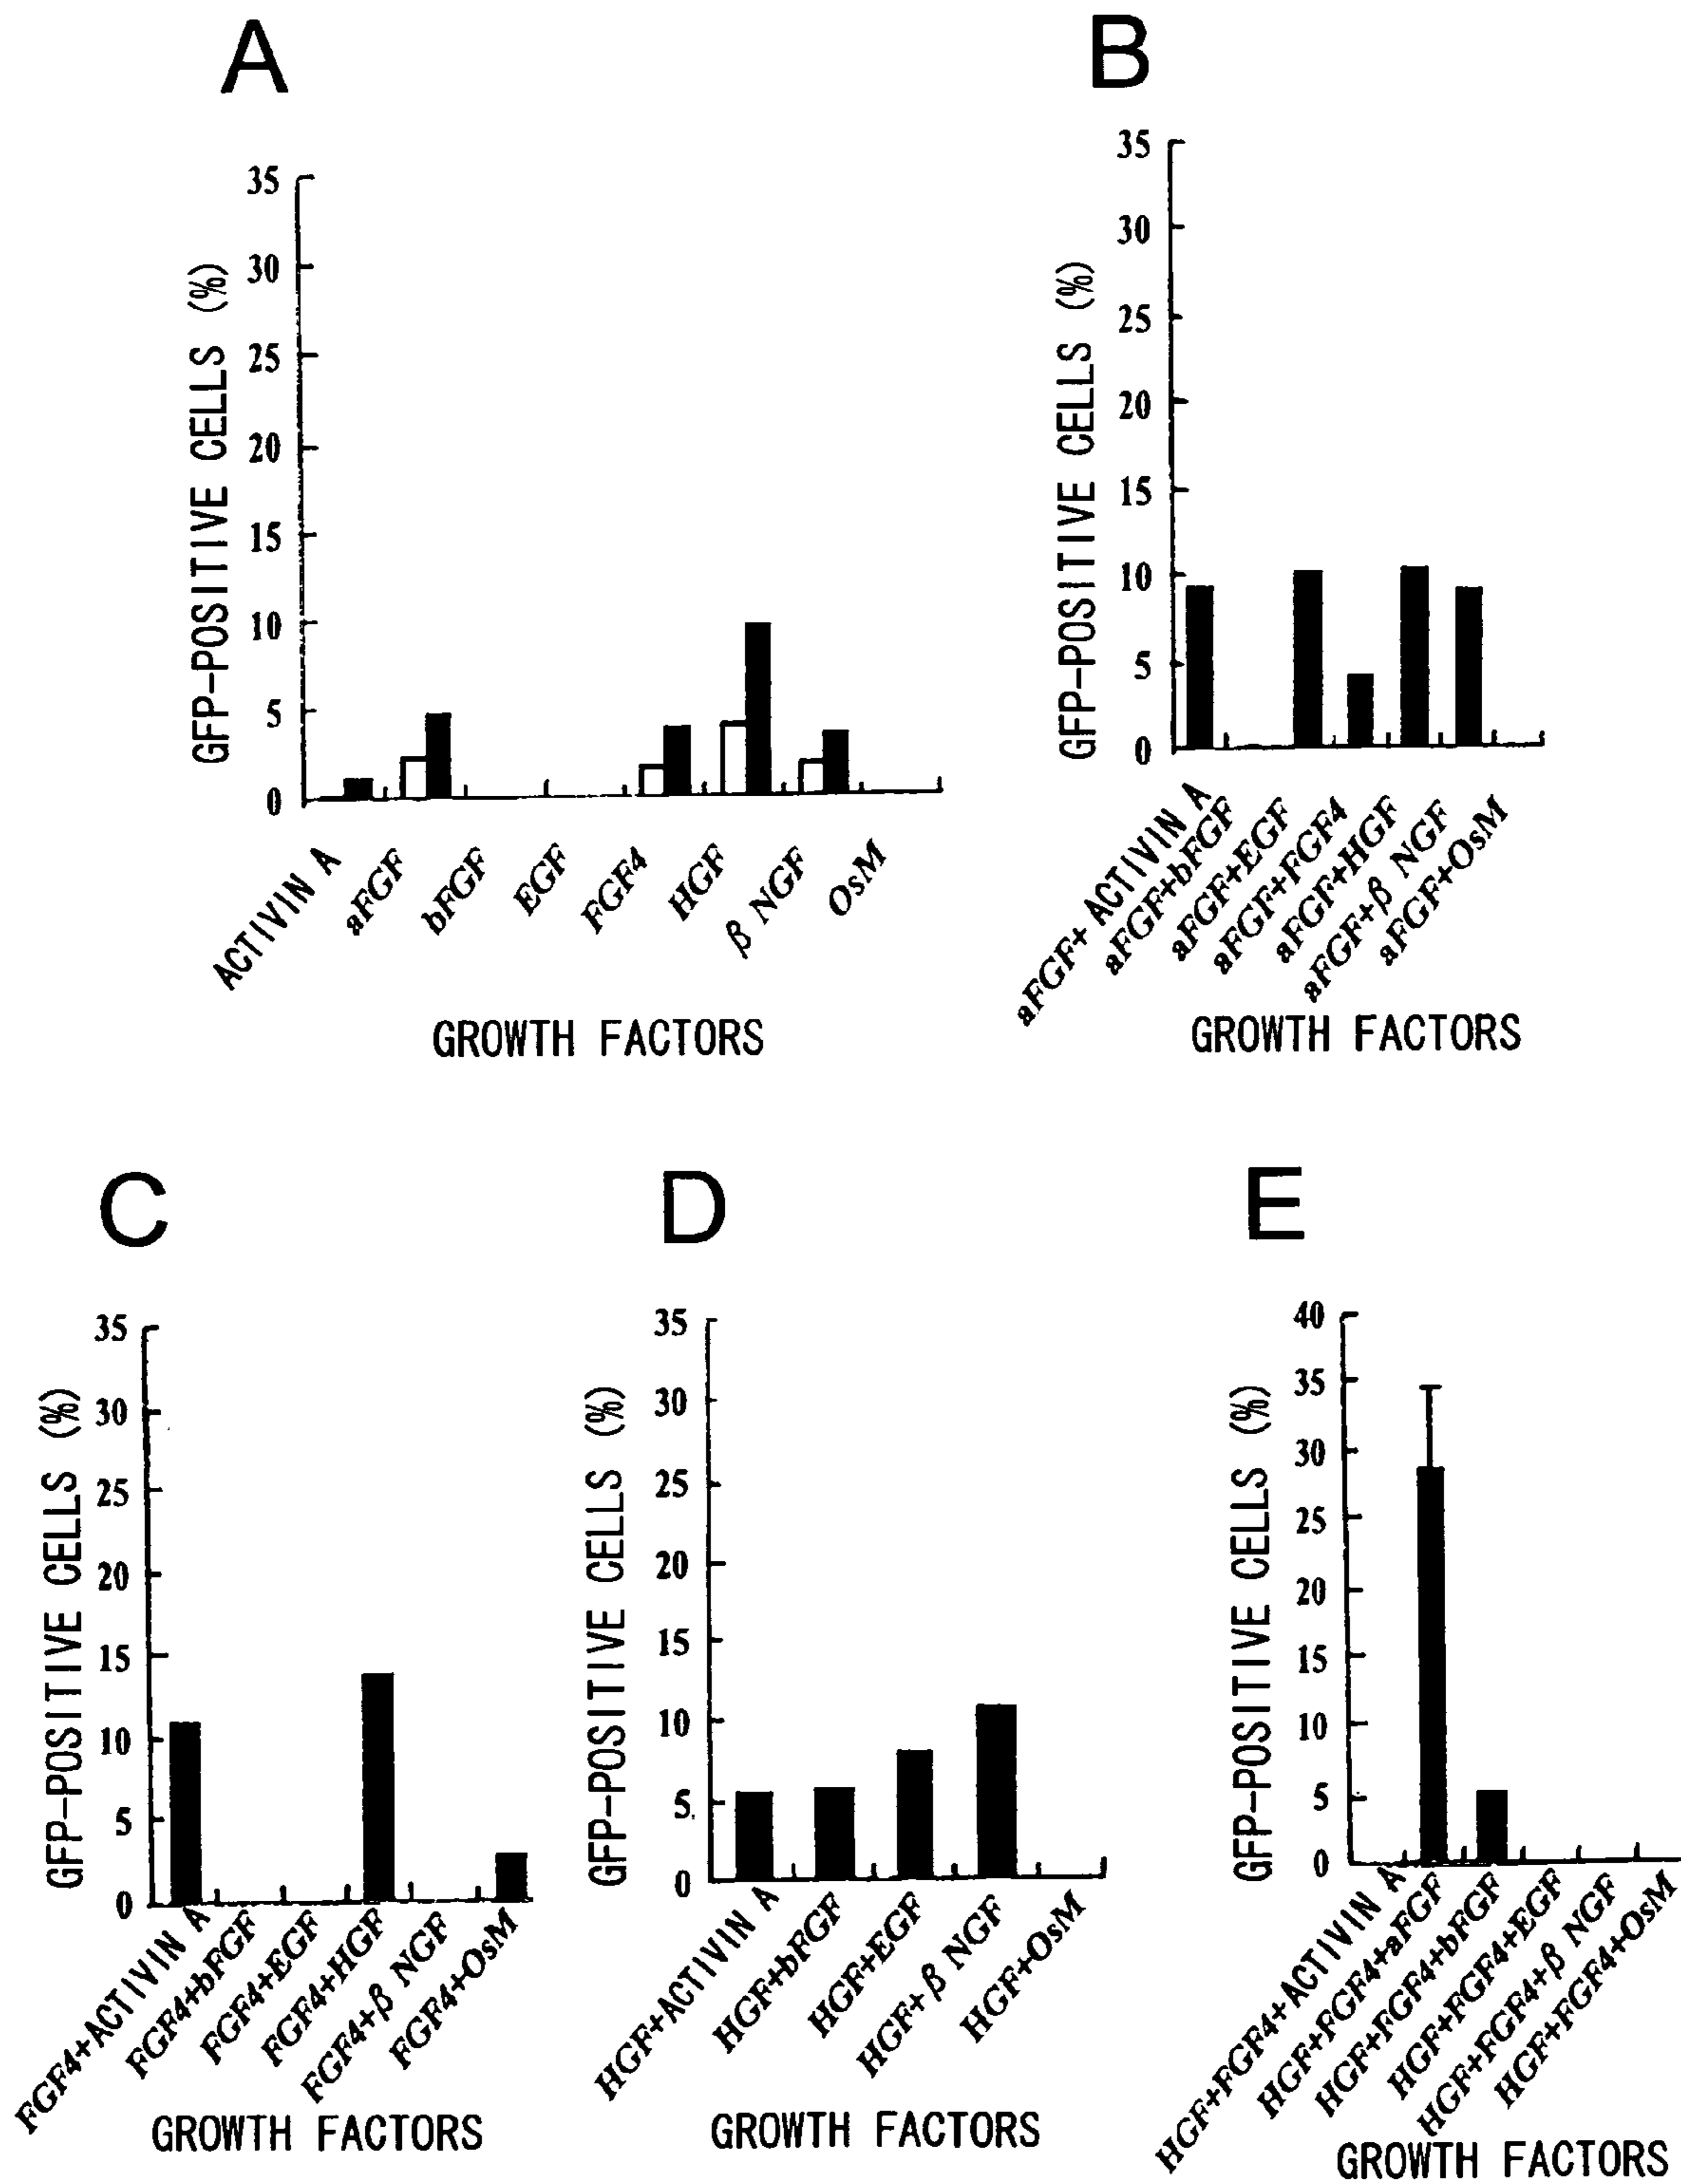 A
GFP-POSITIVE CELLS (%)
35
30
25
20
15
10
5
0
ACTIVIN A
aFGF
bFGF
EGF
FGF4
HGF
β NGF
OsM
GROWTH FACTORS
B
GFP-POSITIVE CELLS (%)
35
30
25
20
15
10
5
0
aFGF+ ACTIVIN A
aFGF+bFGF
aFGF+EGF
aFGF+FGF4
aFGF+HGF
aFGF+β NGF
aFGF+OsM
GROWTH FACTORS
C
GFP-POSITIVE CELLS (%)
35
30
25
20
15
10
5
0
FGF4+ACTIVIN A
FGF4+bFGF
FGF4+EGF
FGF4+HGF
FGF4+β NGF
FGF4+OsM
GROWTH FACTORS
D
GFP-POSITIVE CELLS (%)
35
30
25
20
15
10
5
0
HGF+ACTIVIN A
HGF+bFGF
HGF+EGF
HGF+β NGF
HGF+OsM
GROWTH FACTORS
E
GFP-POSITIVE CELLS (%)
40
35
30
25
20
15
10
5
0
HGF+FGF4+ACTIVIN A
HGF+FGF4+aFGF
HGF+FGF4+bFGF
HGF+FGF4+EGF
HGF+FGF4+β NGF
HGF+FGF4+OsM
GROWTH FACTORS